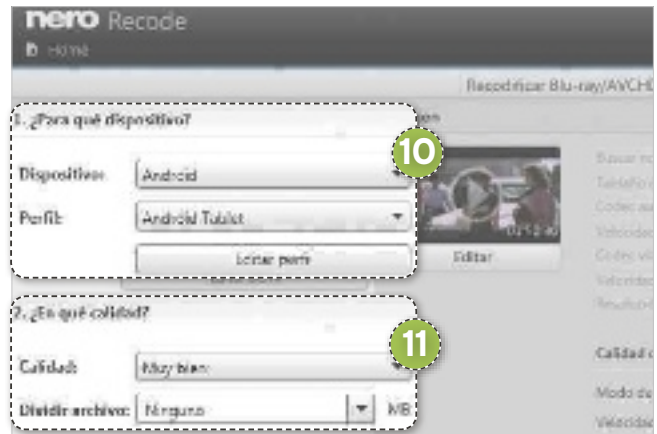 nero Recode
Home
Recodificar Blu-ray/AVCHD
1. ¿Para qué dispositivo?
10
Dispositivo: Android
Perfil: Android Tablet
Editar perfil
Editar
2. ¿En qué calidad?
11
Calidad: Muy bien
Calidad
Dividir archivo: Ninguno MB
Modo de
Velocidad